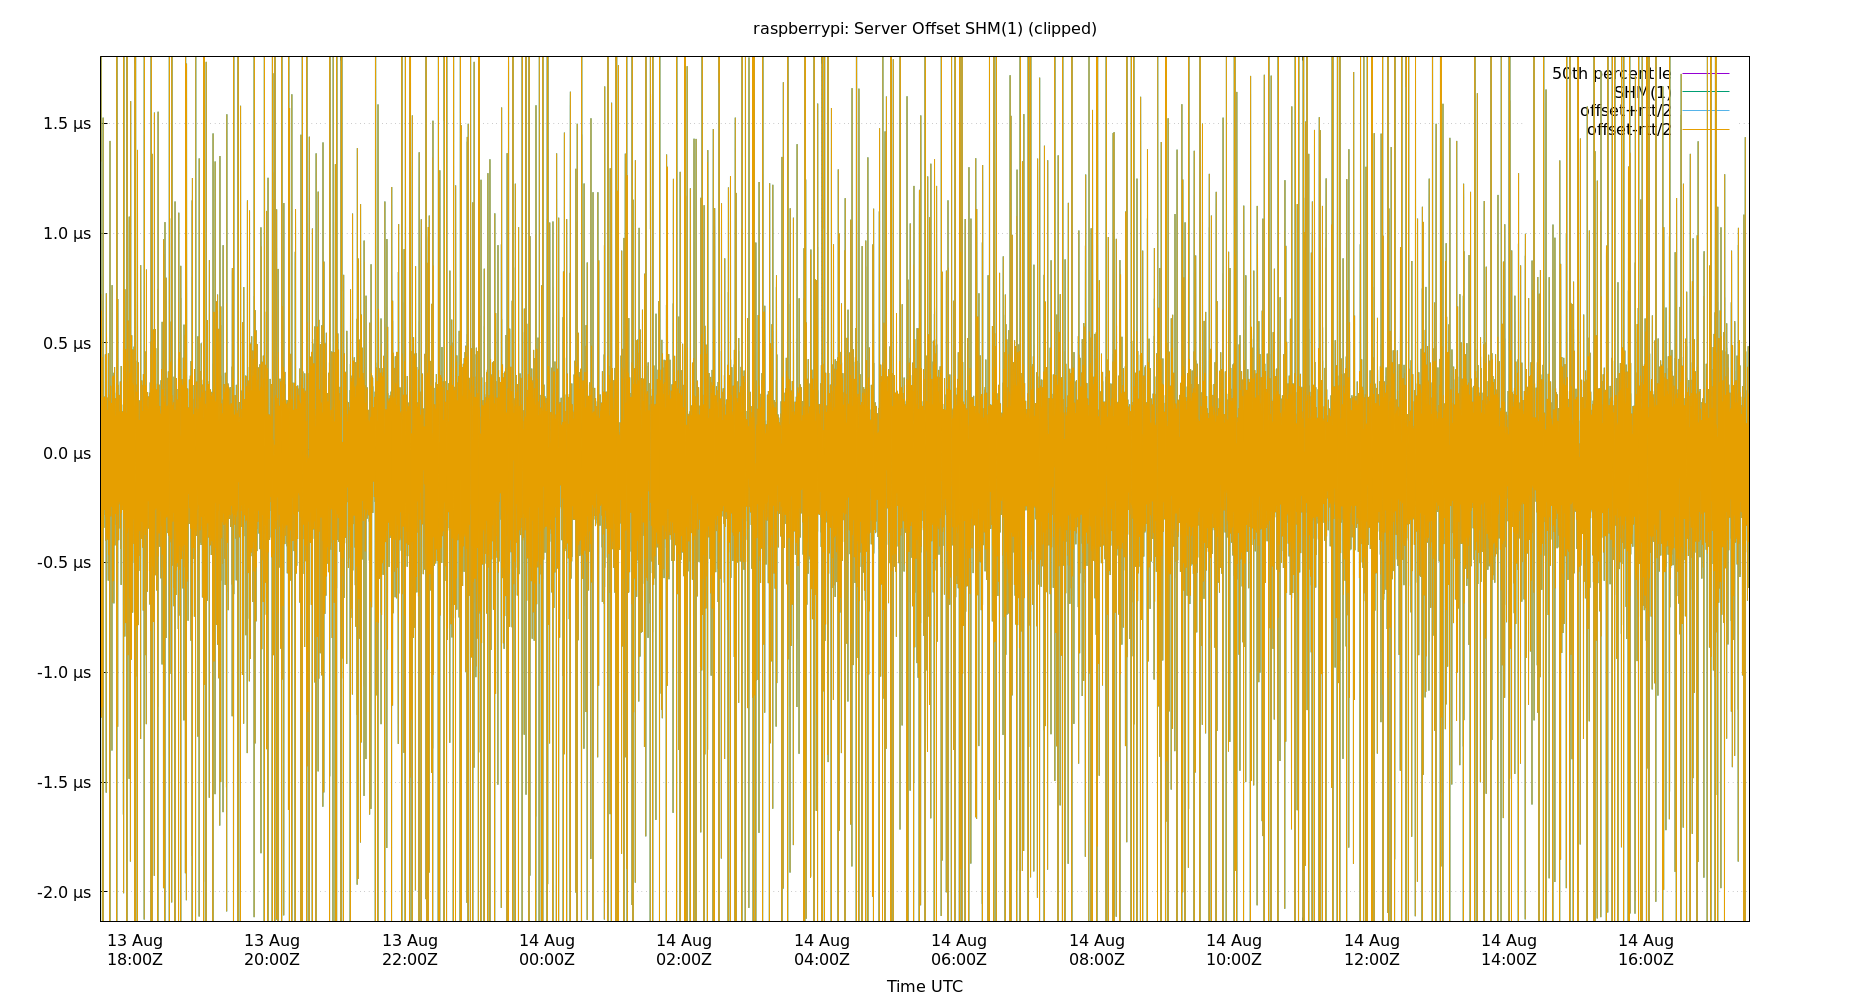 raspberrypi: Server Offset SHM(1) (clipped)
50th percentile
SHM(1)
offset+rtt/2
offset-rtt/2
1.5 µs
1.0 µs
0.5 µs
0.0 µs
-0.5 µs
-1.0 µs
-1.5 µs
-2.0 µs
13 Aug 13 Aug 13 Aug 14 Aug 14 Aug 14 Aug 14 Aug 14 Aug 14 Aug 14 Aug 14 Aug 14 Aug
18:00Z 20:00Z 22:00Z 00:00Z 02:00Z 04:00Z 06:00Z 08:00Z 10:00Z 12:00Z 14:00Z 16:00Z
Time UTC